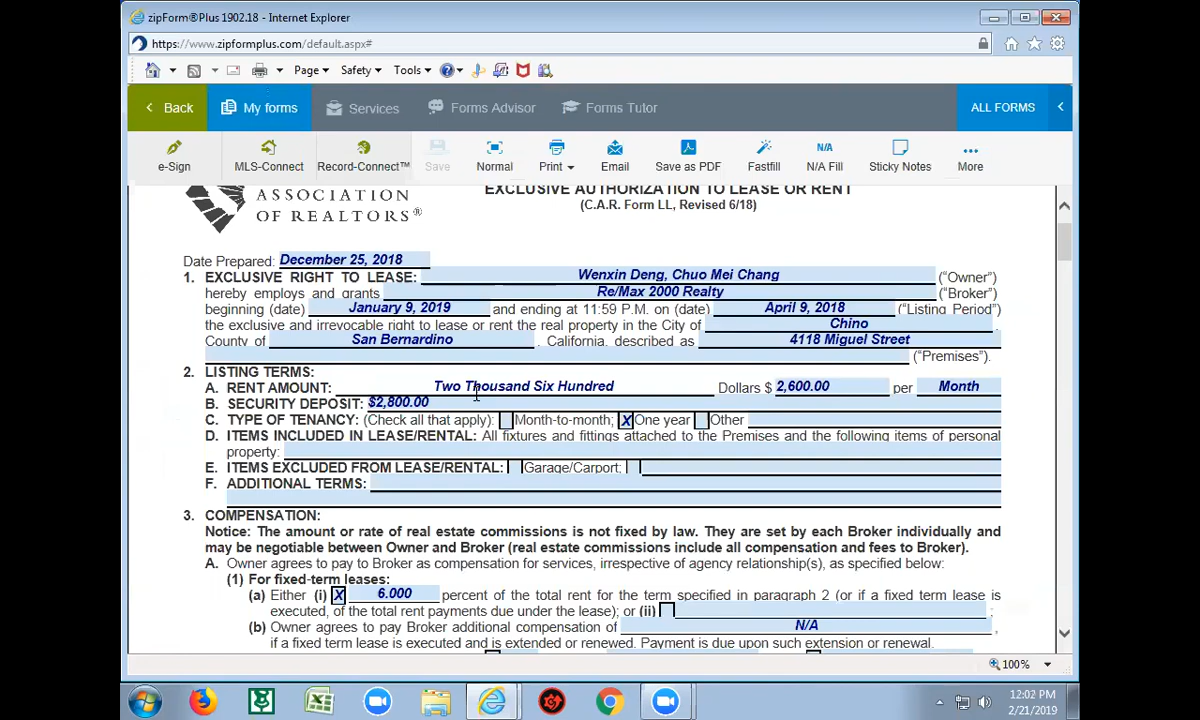 zipForm®Plus 1902.18 - Internet Explorer
https://www.zipformplus.com/default.aspx#
Page Safety Tools
Back My forms Services Forms Advisor Forms Tutor ALL FORMS
e-Sign MLS-Connect Record-Connect™ Save Normal Print Email Save as PDF Fastfill N/A Fill Sticky Notes More
ASSOCIATION
OF REALTORS®
EXCLUSIVE AUTHORIZATION TO LEASE OR RENT
(C.A.R. Form LL, Revised 6/18)
Date Prepared: December 25, 2018
1. EXCLUSIVE RIGHT TO LEASE: Wenxin Deng, Chuo Mei Chang ("Owner")
hereby employs and grants Re/Max 2000 Realty ("Broker")
beginning (date) January 9, 2019 and ending at 11:59 P.M. on (date) April 9, 2018 ("Listing Period")
the exclusive and irrevocable right to lease or rent the real property in the City of Chino ,
County of San Bernardino , California, described as 4118 Miguel Street
("Premises").
2. LISTING TERMS:
A. RENT AMOUNT: Two Thousand Six Hundred Dollars $ 2,600.00 per Month
B. SECURITY DEPOSIT: $2,800.00
C. TYPE OF TENANCY: (Check all that apply): Month-to-month; X One year Other
D. ITEMS INCLUDED IN LEASE/RENTAL: All fixtures and fittings attached to the Premises and the following items of personal
property:
E. ITEMS EXCLUDED FROM LEASE/RENTAL: Garage/Carport;
F. ADDITIONAL TERMS:
3. COMPENSATION:
Notice: The amount or rate of real estate commissions is not fixed by law. They are set by each Broker individually and
may be negotiable between Owner and Broker (real estate commissions include all compensation and fees to Broker).
A. Owner agrees to pay to Broker as compensation for services, irrespective of agency relationship(s), as specified below:
(1) For fixed-term leases:
(a) Either (i) X 6.000 percent of the total rent for the term specified in paragraph 2 (or if a fixed term lease is
executed, of the total rent payments due under the lease); or (ii) ;
(b) Owner agrees to pay Broker additional compensation of N/A ,
if a fixed term lease is executed and is extended or renewed. Payment is due upon such extension or renewal.
100%
12:02 PM
2/21/2019